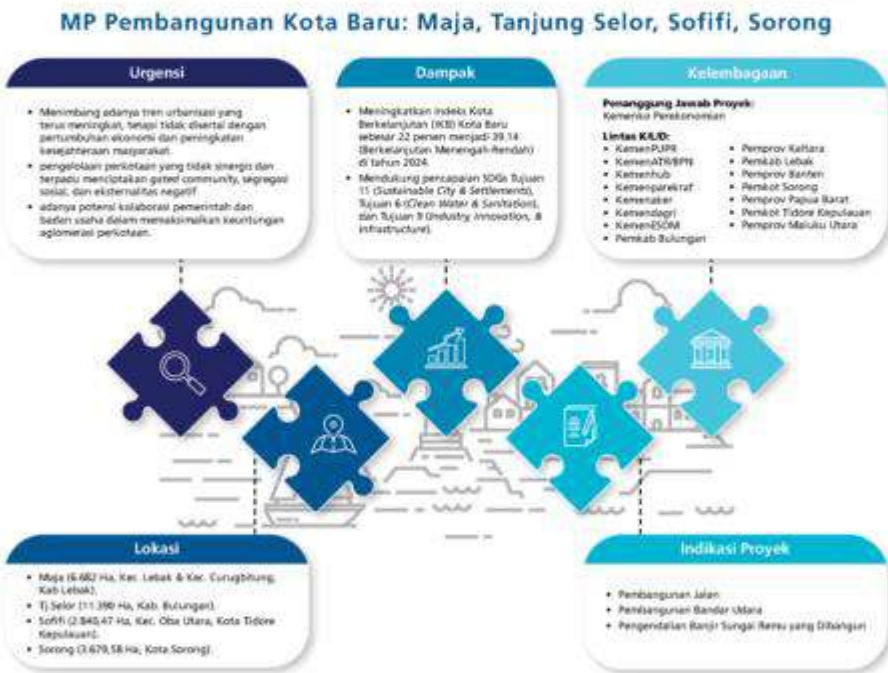 MP Pembangunan Kota Baru: Maja, Tanjung Selor, Sofifi, Sorong
Urgensi
• Menimbang adanya tren urbanisasi yang
terus meningkat, tetapi tidak disertai dengan
pertumbuhan ekonomi dan peningkatan
kesejahteraan masyarakat.
• pengelolaan perkotaan yang tidak sinergis dan
terpadu menciptakan gated community, segregasi
sosial, dan eksternalitas negatif
• adanya potensi kolaborasi pemerintah dan
badan usaha dalam memaksimalkan keuntungan
aglomerasi perkotaan.
Dampak
• Meningkatkan Indeks Kota
Berkelanjutan (IKB) Kota Baru
sebesar 22 persen menjadi 39.14
(Berkelanjutan Menengah-Rendah)
di tahun 2024.
• Mendukung pencapaian SDGs Tujuan
11 (Sustainable City & Settlements),
Tujuan 6 (Clean Water & Sanitation),
dan Tujuan 9 (Industry, Innovation, &
Infrastructure).
Kelembagaan
Penanggung Jawab Proyek:
Kemenko Perekonomian
Lintas K/L/D:
• KemenPUPR
• KemenATR/BPN
• Kemenhub
• Kemenparekraf
• Kemenaker
• Kemendagri
• KemenESDM
• Pemkab Bulungan
• Pemprov Kaltara
• Pemkab Lebak
• Pemprov Banten
• Pemkot Sorong
• Pemprov Papua Barat
• Pemkot Tidore Kepulauan
• Pemprov Maluku Utara
Lokasi
• Maja (6.682 Ha, Kec. Lebak & Kec. Curugbitung,
Kab Lebak).
• Tj Selor (11.390 Ha, Kab. Bulungan).
• Sofifi (2.840,47 Ha, Kec. Oba Utara, Kota Tidore
Kepulauan).
• Sorong (3.679,58 Ha, Kota Sorong).
Indikasi Proyek
• Pembangunan Jalan
• Pembangunan Bandar Udara
• Pengendalian Banjir Sungai Remu yang Dibangun